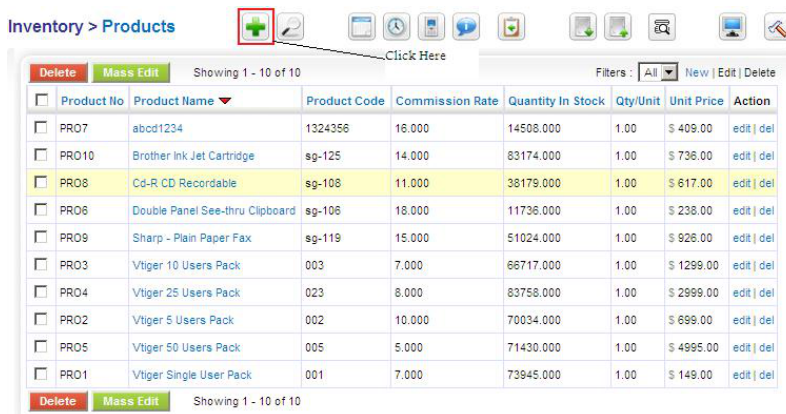 Inventory > Products
Click Here
Delete Mass Edit Showing 1 - 10 of 10 Filters : All New | Edit | Delete
Product No Product Name Product Code Commission Rate Quantity In Stock Qty/Unit Unit Price Action
PRO7 abcd1234 1324356 16.000 14508.000 1.00 $ 409.00 edit | del
PRO10 Brother Ink Jet Cartridge sg-125 14.000 83174.000 1.00 $ 736.00 edit | del
PRO8 Cd-R CD Recordable sg-108 11.000 38179.000 1.00 $ 617.00 edit | del
PRO6 Double Panel See-thru Clipboard sg-106 18.000 11736.000 1.00 $ 238.00 edit | del
PRO9 Sharp - Plain Paper Fax sg-119 15.000 51024.000 1.00 $ 926.00 edit | del
PRO3 Vtiger 10 Users Pack 003 7.000 66717.000 1.00 $ 1299.00 edit | del
PRO4 Vtiger 25 Users Pack 023 8.000 83758.000 1.00 $ 2999.00 edit | del
PRO2 Vtiger 5 Users Pack 002 10.000 70034.000 1.00 $ 699.00 edit | del
PRO5 Vtiger 50 Users Pack 005 5.000 71430.000 1.00 $ 4995.00 edit | del
PRO1 Vtiger Single User Pack 001 7.000 73945.000 1.00 $ 149.00 edit | del
Delete Mass Edit Showing 1 - 10 of 10